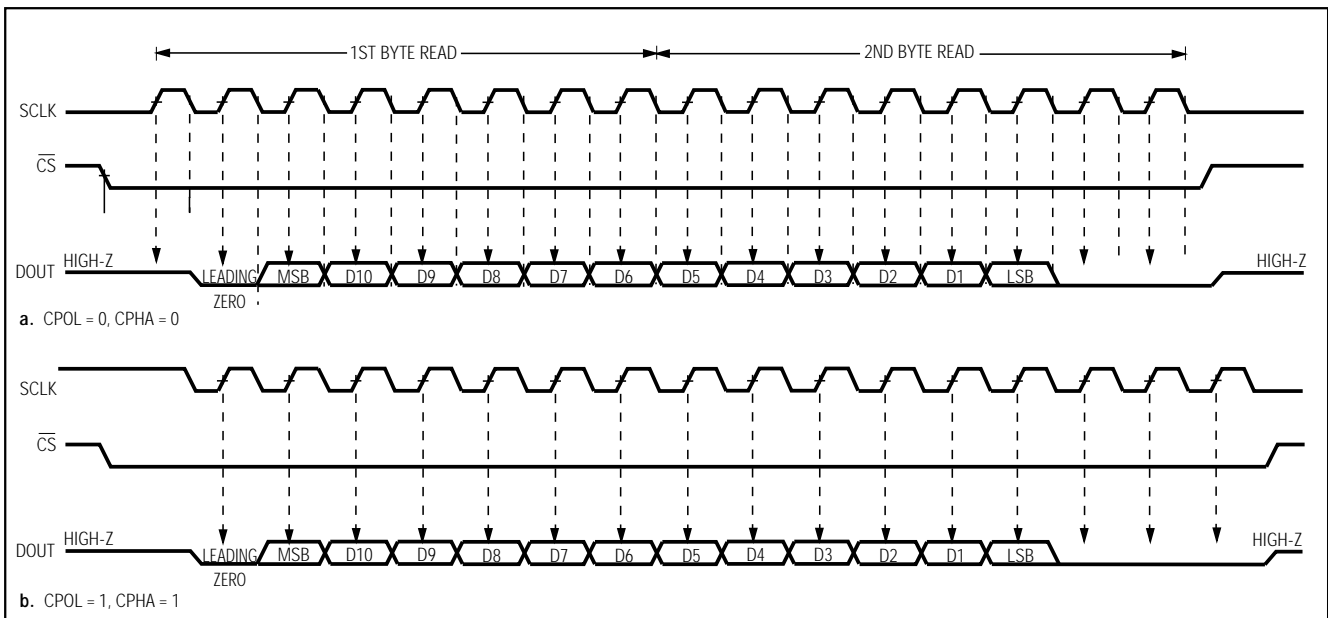 1ST BYTE READ 2ND BYTE READ
SCLK
CS
DOUT HIGH-Z LEADING ZERO MSB D10 D9 D8 D7 D6 D5 D4 D3 D2 D1 LSB HIGH-Z
a. CPOL = 0, CPHA = 0
SCLK
CS
DOUT HIGH-Z LEADING ZERO MSB D10 D9 D8 D7 D6 D5 D4 D3 D2 D1 LSB HIGH-Z
b. CPOL = 1, CPHA = 1